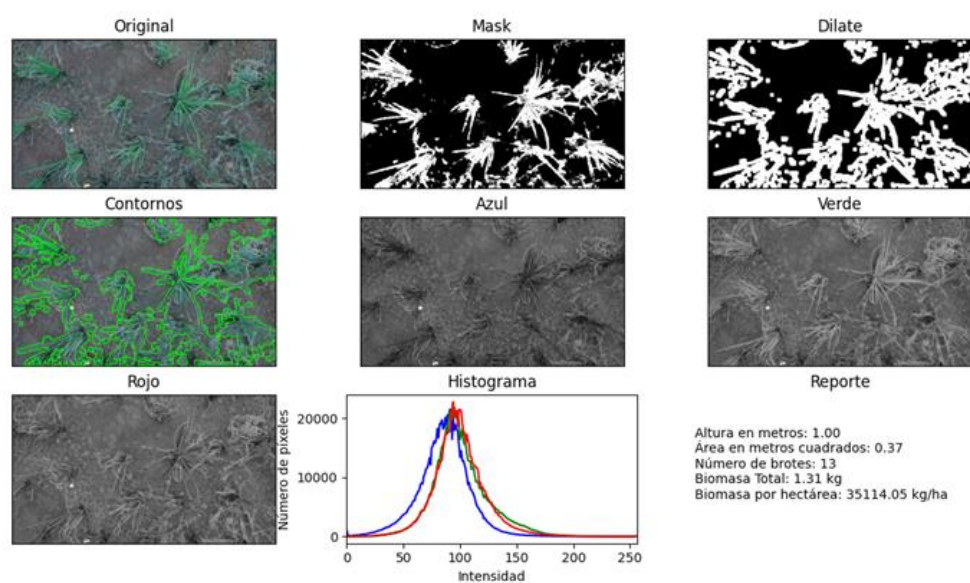 Original
Mask
Dilate
Contornos
Azul
Verde
Rojo
Histograma
Reporte
Número de píxeles
20000
10000
0
0
50
100
150
200
250
Intensidad
Altura en metros: 1.00
Área en metros cuadrados: 0.37
Número de brotes: 13
Biomasa Total: 1.31 kg
Biomasa por hectárea: 35114.05 kg/ha